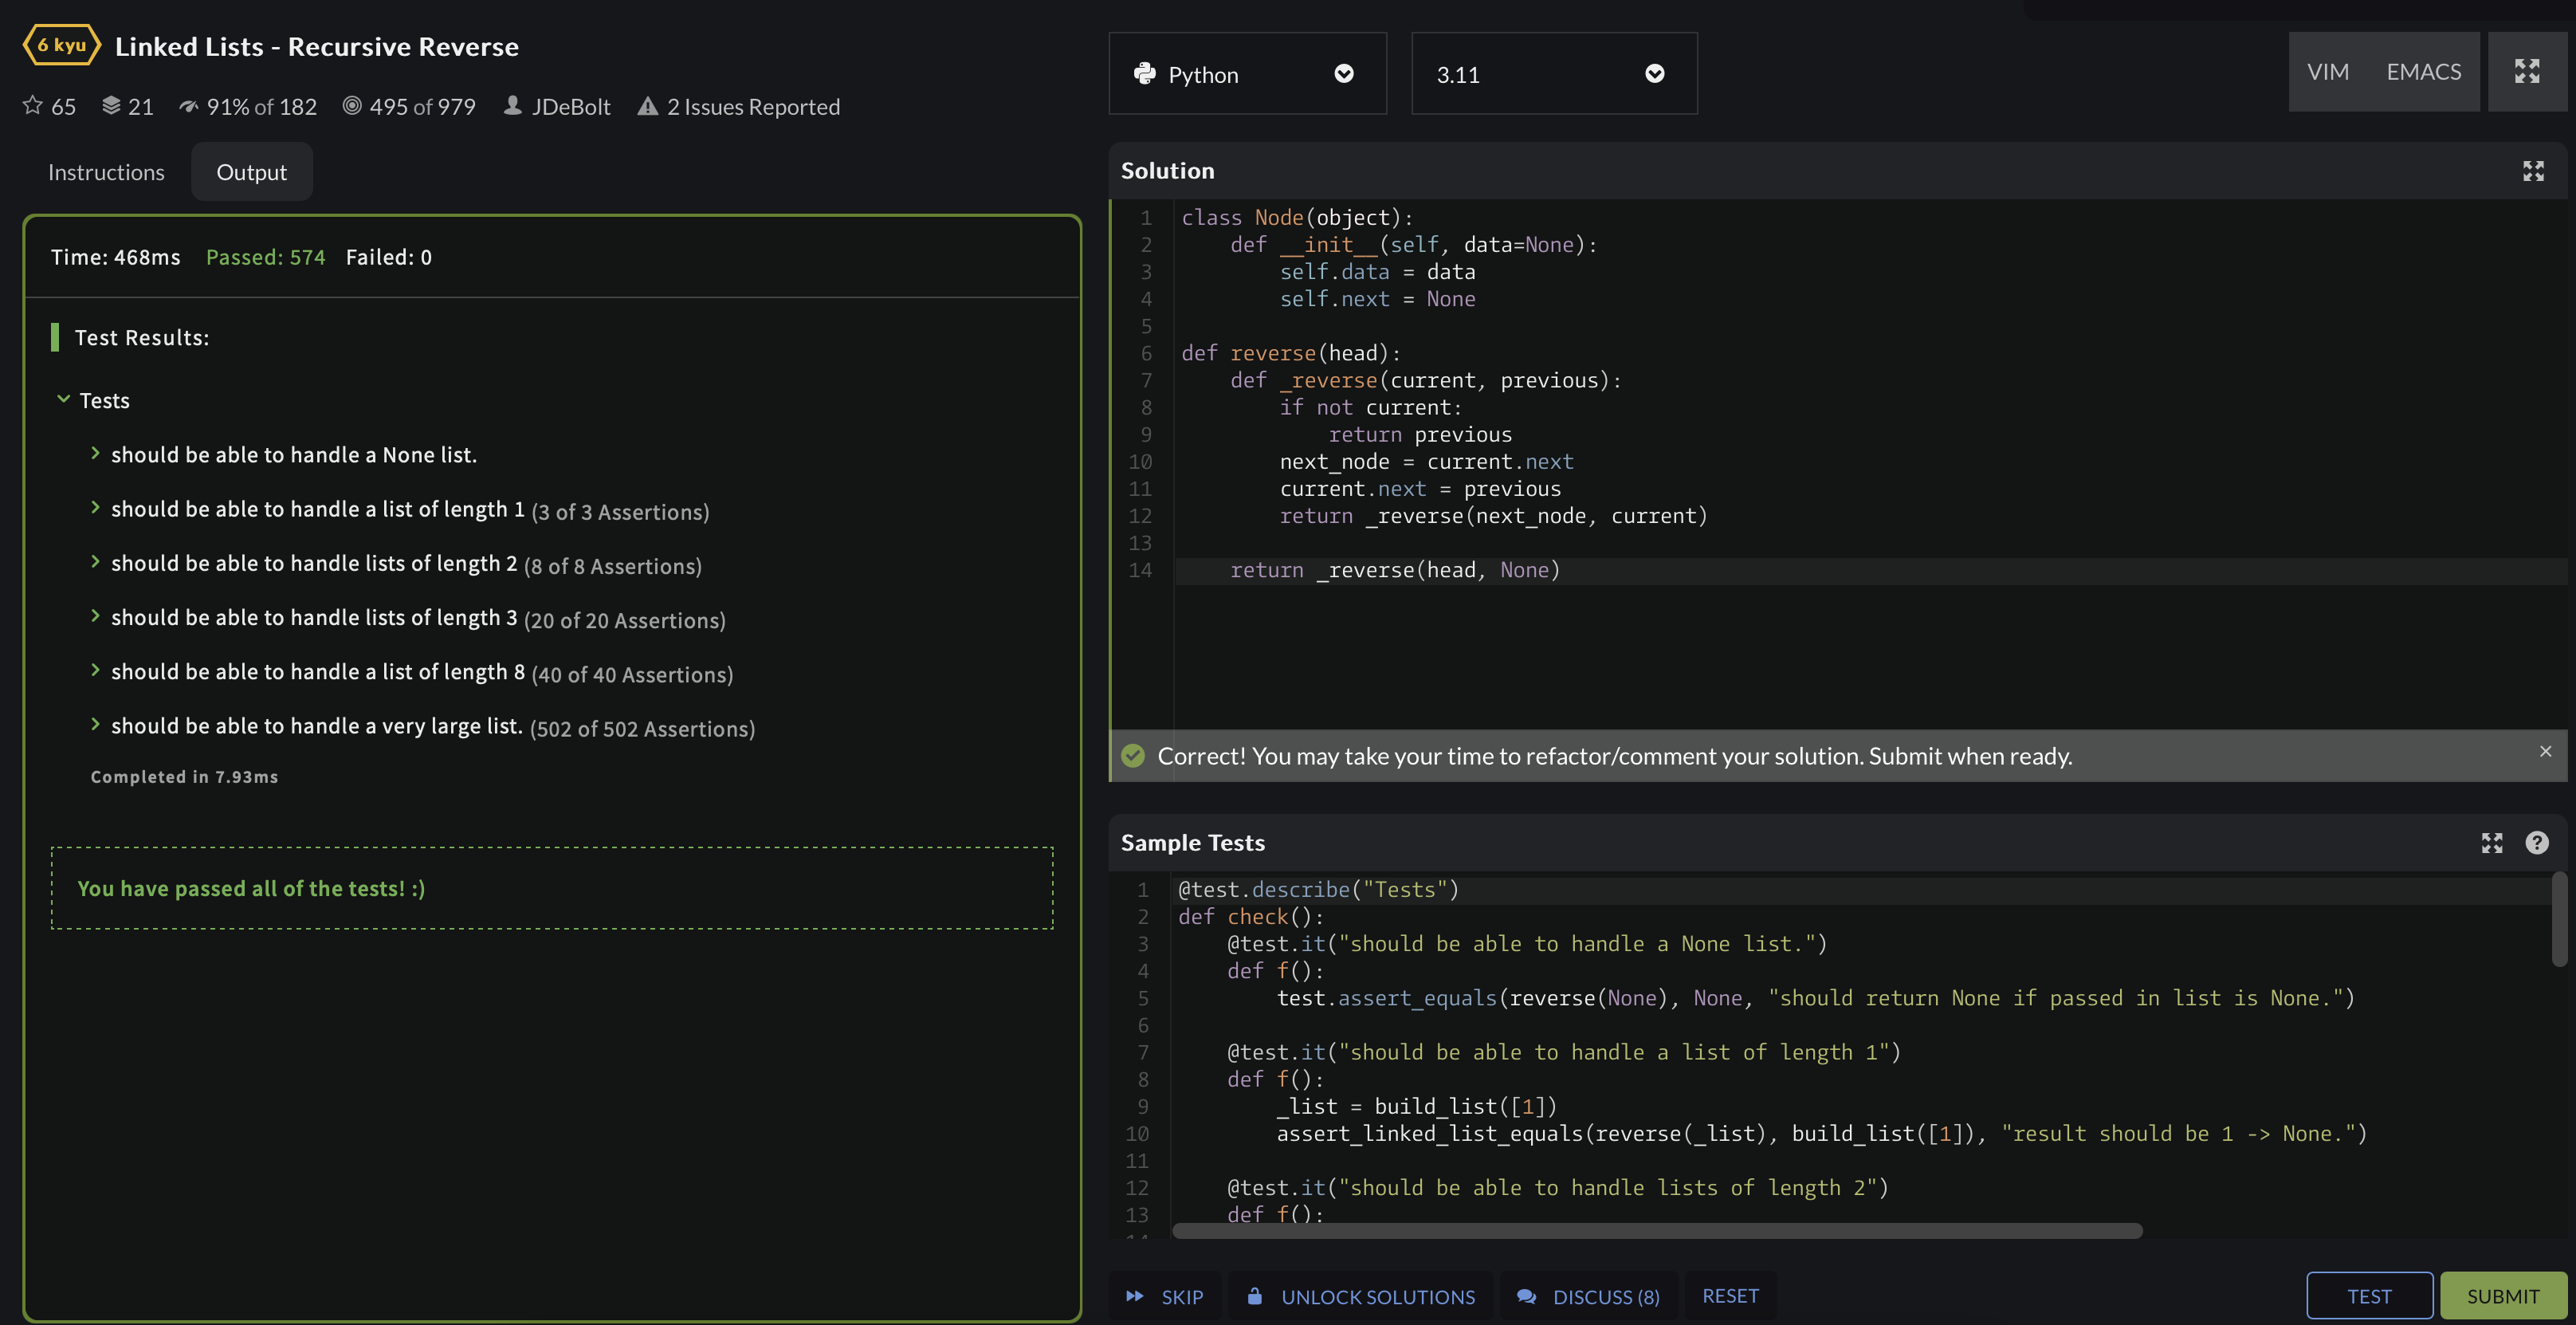 6 kyu Linked Lists - Recursive Reverse
65 21 91% of 182 495 of 979 JDeBolt 2 Issues Reported
Instructions Output
Time: 468ms Passed: 574 Failed: 0
Test Results:
Tests
should be able to handle a None list.
should be able to handle a list of length 1 (3 of 3 Assertions)
should be able to handle lists of length 2 (8 of 8 Assertions)
should be able to handle lists of length 3 (20 of 20 Assertions)
should be able to handle a list of length 8 (40 of 40 Assertions)
should be able to handle a very large list. (502 of 502 Assertions)
Completed in 7.93ms
You have passed all of the tests! :)
Python 3.11 VIM EMACS
Solution
1 class Node(object):
2     def __init__(self, data=None):
3         self.data = data
4         self.next = None
5
6 def reverse(head):
7     def _reverse(current, previous):
8         if not current:
9             return previous
10         next_node = current.next
11         current.next = previous
12         return _reverse(next_node, current)
13
14     return _reverse(head, None)
Correct! You may take your time to refactor/comment your solution. Submit when ready. ×
Sample Tests ?
1 @test.describe("Tests")
2 def check():
3     @test.it("should be able to handle a None list.")
4     def f():
5         test.assert_equals(reverse(None), None, "should return None if passed in list is None.")
6
7     @test.it("should be able to handle a list of length 1")
8     def f():
9         _list = build_list([1])
10         assert_linked_list_equals(reverse(_list), build_list([1]), "result should be 1 -> None.")
11
12     @test.it("should be able to handle lists of length 2")
13     def f():
SKIP UNLOCK SOLUTIONS DISCUSS (8) RESET TEST SUBMIT